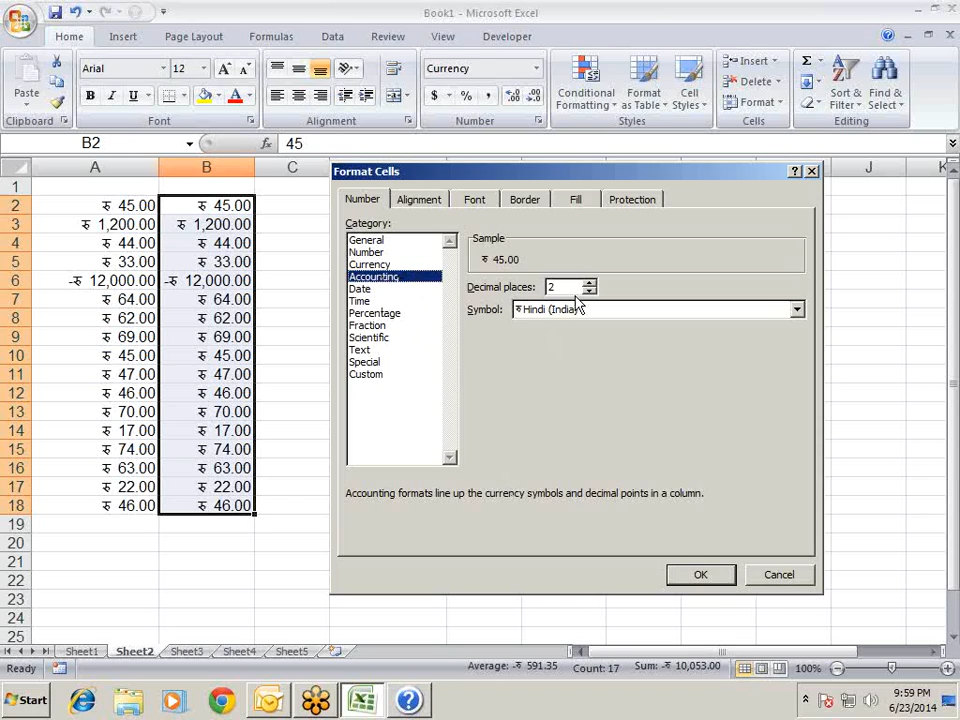 Book1 - Microsoft Excel
Home Insert Page Layout Formulas Data Review View Developer
Paste
Clipboard
Arial 12
B I U
Font
Alignment
Currency
$ % ,
Number
Conditional Formatting
Format as Table
Cell Styles
Styles
Insert
Delete
Format
Cells
Σ
Sort & Filter
Find & Select
Editing
B2 fx 45
A B C J K
1
2 रु 45.00 रु 45.00
3 रु 1,200.00 रु 1,200.00
4 रु 44.00 रु 44.00
5 रु 33.00 रु 33.00
6 -रु 12,000.00 -रु 12,000.00
7 रु 64.00 रु 64.00
8 रु 62.00 रु 62.00
9 रु 69.00 रु 69.00
10 रु 45.00 रु 45.00
11 रु 47.00 रु 47.00
12 रु 46.00 रु 46.00
13 रु 70.00 रु 70.00
14 रु 17.00 रु 17.00
15 रु 74.00 रु 74.00
16 रु 63.00 रु 63.00
17 रु 22.00 रु 22.00
18 रु 46.00 रु 46.00
19
20
21
22
23
24
25
Format Cells
Number Alignment Font Border Fill Protection
Category:
General
Number
Currency
Accounting
Date
Time
Percentage
Fraction
Scientific
Text
Special
Custom
Sample
रु 45.00
Decimal places: 2
Symbol: रु Hindi (India)
Accounting formats line up the currency symbols and decimal points in a column.
OK Cancel
Sheet1 Sheet2 Sheet3 Sheet4 Sheet5
Ready
Average: -रु 591.35 Count: 17 Sum: -रु 10,053.00 100%
Start
9:59 PM
6/23/2014